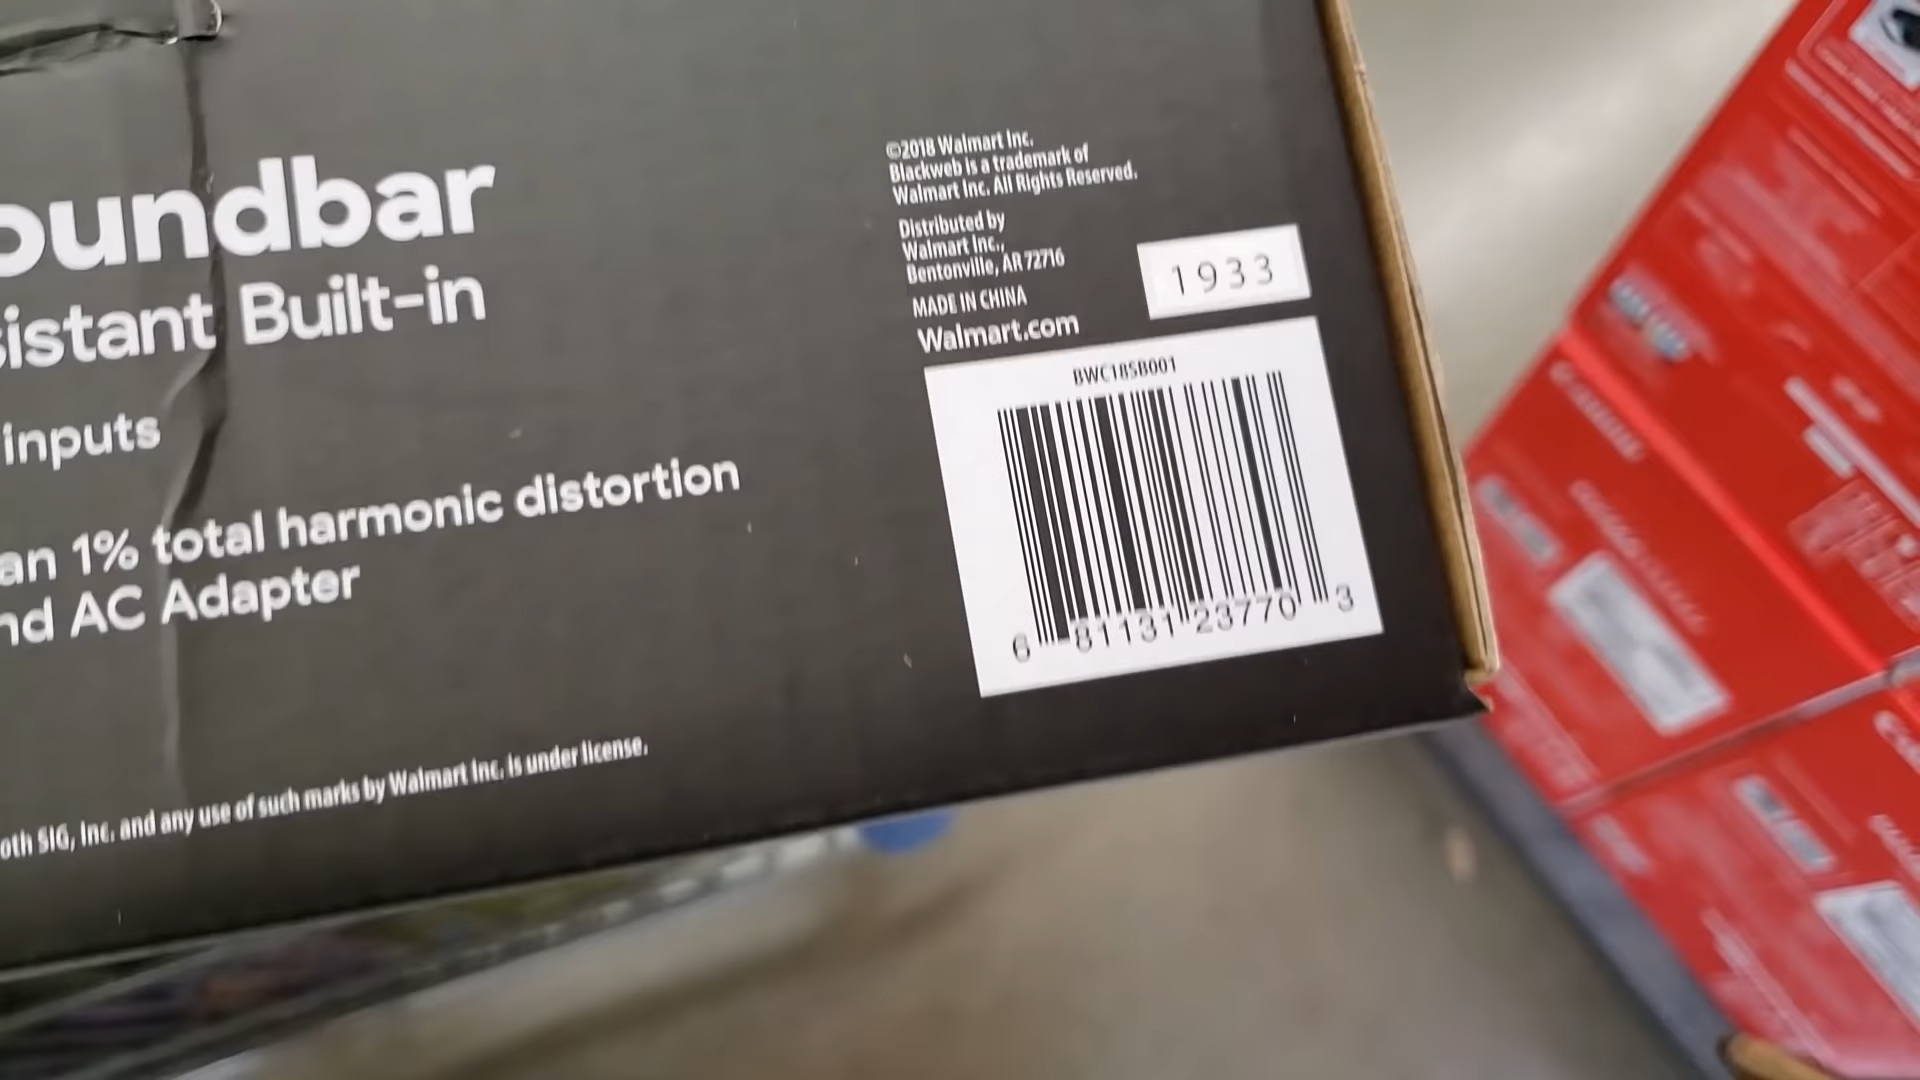 oundbar
sistant Built-in
inputs
an 1% total harmonic distortion
nd AC Adapter
oth SIG, Inc. and any use of such marks by Walmart Inc. is under license.
©2018 Walmart Inc.
Blackweb is a trademark of
Walmart Inc. All Rights Reserved.
Distributed by
Walmart Inc.,
Bentonville, AR 72716
MADE IN CHINA
Walmart.com
1933
BWC18SB001
6 81131 23770 3